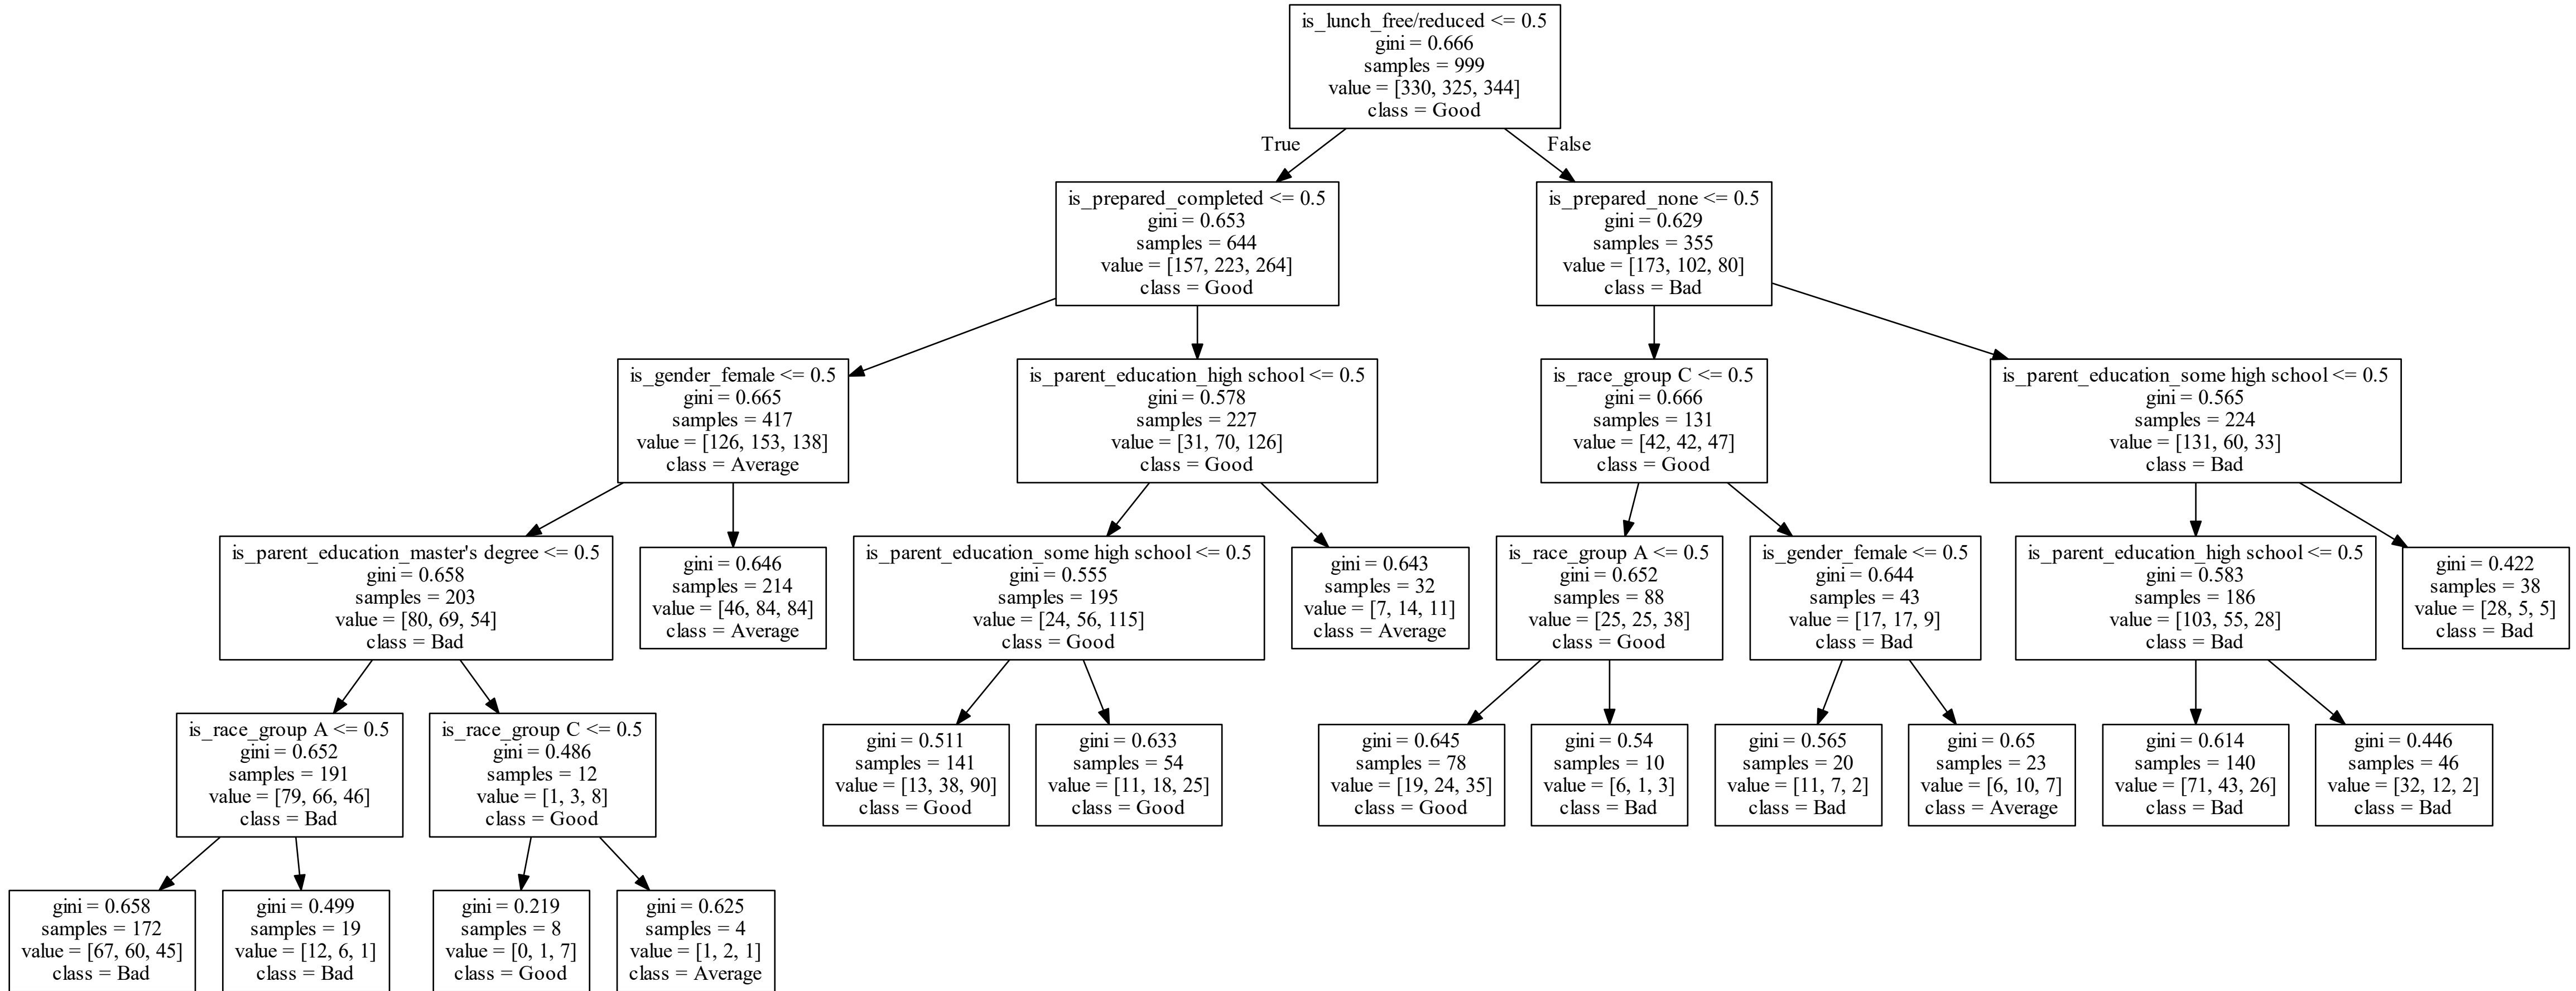 is_lunch_free/reduced <= 0.5
gini = 0.666
samples = 999
value = [330, 325, 344]
class = Good
True
False
is_prepared_completed <= 0.5
gini = 0.653
samples = 644
value = [157, 223, 264]
class = Good
is_prepared_none <= 0.5
gini = 0.629
samples = 355
value = [173, 102, 80]
class = Bad
is_gender_female <= 0.5
gini = 0.665
samples = 417
value = [126, 153, 138]
class = Average
is_parent_education_high school <= 0.5
gini = 0.578
samples = 227
value = [31, 70, 126]
class = Good
is_race_group C <= 0.5
gini = 0.666
samples = 131
value = [42, 42, 47]
class = Good
is_parent_education_some high school <= 0.5
gini = 0.565
samples = 224
value = [131, 60, 33]
class = Bad
is_parent_education_master's degree <= 0.5
gini = 0.658
samples = 203
value = [80, 69, 54]
class = Bad
gini = 0.646
samples = 214
value = [46, 84, 84]
class = Average
is_parent_education_some high school <= 0.5
gini = 0.555
samples = 195
value = [24, 56, 115]
class = Good
gini = 0.643
samples = 32
value = [7, 14, 11]
class = Average
is_race_group A <= 0.5
gini = 0.652
samples = 88
value = [25, 25, 38]
class = Good
is_gender_female <= 0.5
gini = 0.644
samples = 43
value = [17, 17, 9]
class = Bad
is_parent_education_high school <= 0.5
gini = 0.583
samples = 186
value = [103, 55, 28]
class = Bad
gini = 0.422
samples = 38
value = [28, 5, 5]
class = Bad
is_race_group A <= 0.5
gini = 0.652
samples = 191
value = [79, 66, 46]
class = Bad
is_race_group C <= 0.5
gini = 0.486
samples = 12
value = [1, 3, 8]
class = Good
gini = 0.511
samples = 141
value = [13, 38, 90]
class = Good
gini = 0.633
samples = 54
value = [11, 18, 25]
class = Good
gini = 0.645
samples = 78
value = [19, 24, 35]
class = Good
gini = 0.54
samples = 10
value = [6, 1, 3]
class = Bad
gini = 0.565
samples = 20
value = [11, 7, 2]
class = Bad
gini = 0.65
samples = 23
value = [6, 10, 7]
class = Average
gini = 0.614
samples = 140
value = [71, 43, 26]
class = Bad
gini = 0.446
samples = 46
value = [32, 12, 2]
class = Bad
gini = 0.658
samples = 172
value = [67, 60, 45]
class = Bad
gini = 0.499
samples = 19
value = [12, 6, 1]
class = Bad
gini = 0.219
samples = 8
value = [0, 1, 7]
class = Good
gini = 0.625
samples = 4
value = [1, 2, 1]
class = Average